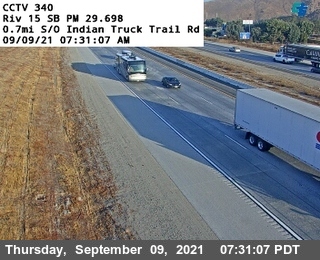 CCTV 340
Riv 15 SB PM 29.698
0.7mi S/O Indian Truck Trail Rd
09/09/21 07:31:07 AM
Thursday, September 09, 2021 07:31:07 PDT